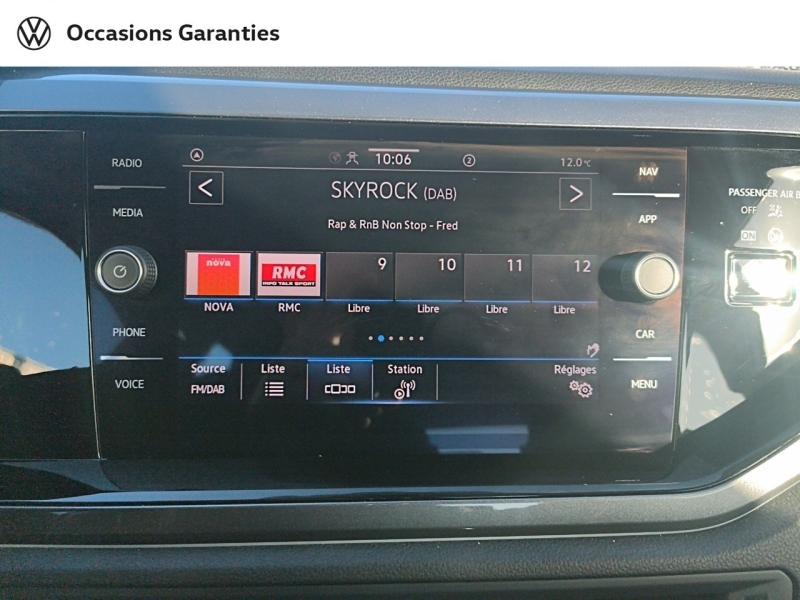 Occasions Garanties
RADIO
MEDIA
PHONE
VOICE
10:06
2
12.0°C
SKYROCK (DAB)
Rap & RnB Non Stop - Fred
nova
RMC
INFO TALK SPORT
9
10
11
12
NOVA
RMC
Libre
Libre
Libre
Libre
Source
FM/DAB
Liste
Liste
Station
Réglages
NAV
APP
CAR
MENU
PASSENGER AIR B
OFF
ON